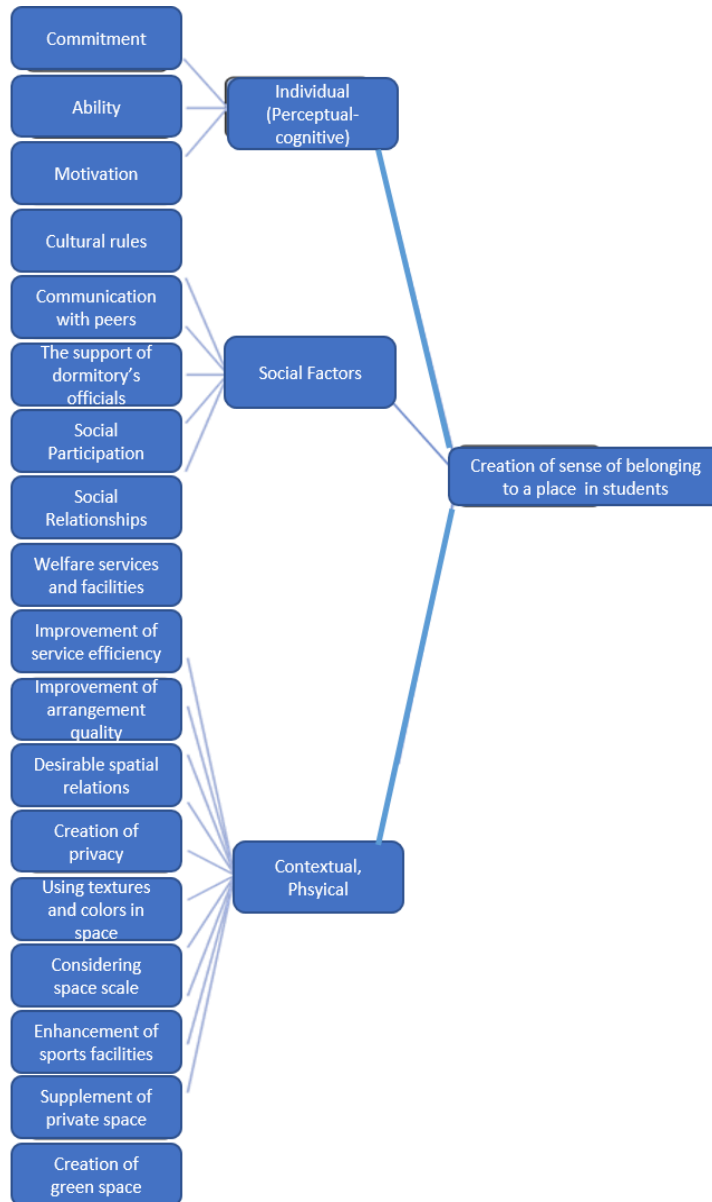 Commitment
Ability
Motivation
Cultural rules
Communication
with peers
The support of
dormitory's
officials
Social
Participation
Social
Relationships
Welfare services
and facilities
Improvement of
service efficiency
Improvement of
arrangement
quality
Desirable spatial
relations
Creation of
privacy
Using textures
and colors in
space
Considering
space scale
Enhancement of
sports facilities
Supplement of
private space
Creation of
green space
Individual
(Perceptual-
cognitive)
Social Factors
Contextual,
Phsyical
Creation of sense of belonging
to a place in students